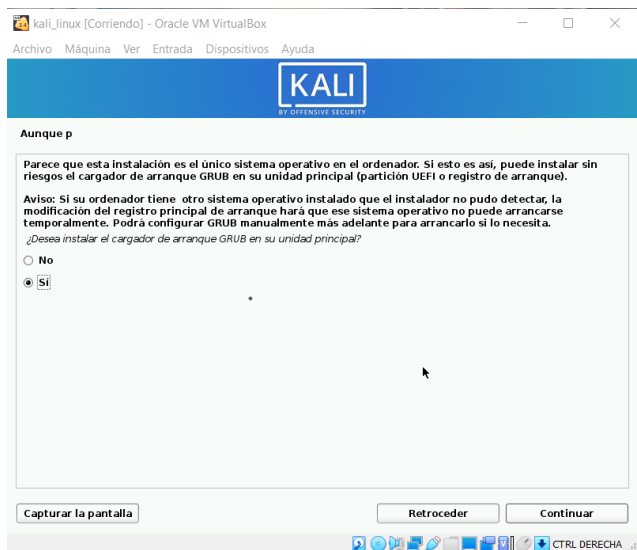 kali_linux [Corriendo] - Oracle VM VirtualBox
Archivo Máquina Ver Entrada Dispositivos Ayuda
KALI
BY OFFENSIVE SECURITY
Aunque p
Parece que esta instalación es el único sistema operativo en el ordenador. Si esto es así, puede instalar sin
riesgos el cargador de arranque GRUB en su unidad principal (partición UEFI o registro de arranque).
Aviso: Si su ordenador tiene otro sistema operativo instalado que el instalador no pudo detectar, la
modificación del registro principal de arranque hará que ese sistema operativo no puede arrancarse
temporalmente. Podrá configurar GRUB manualmente más adelante para arrancarlo si lo necesita.
¿Desea instalar el cargador de arranque GRUB en su unidad principal?
No
Sí
Capturar la pantalla Retroceder Continuar
CTRL DERECHA